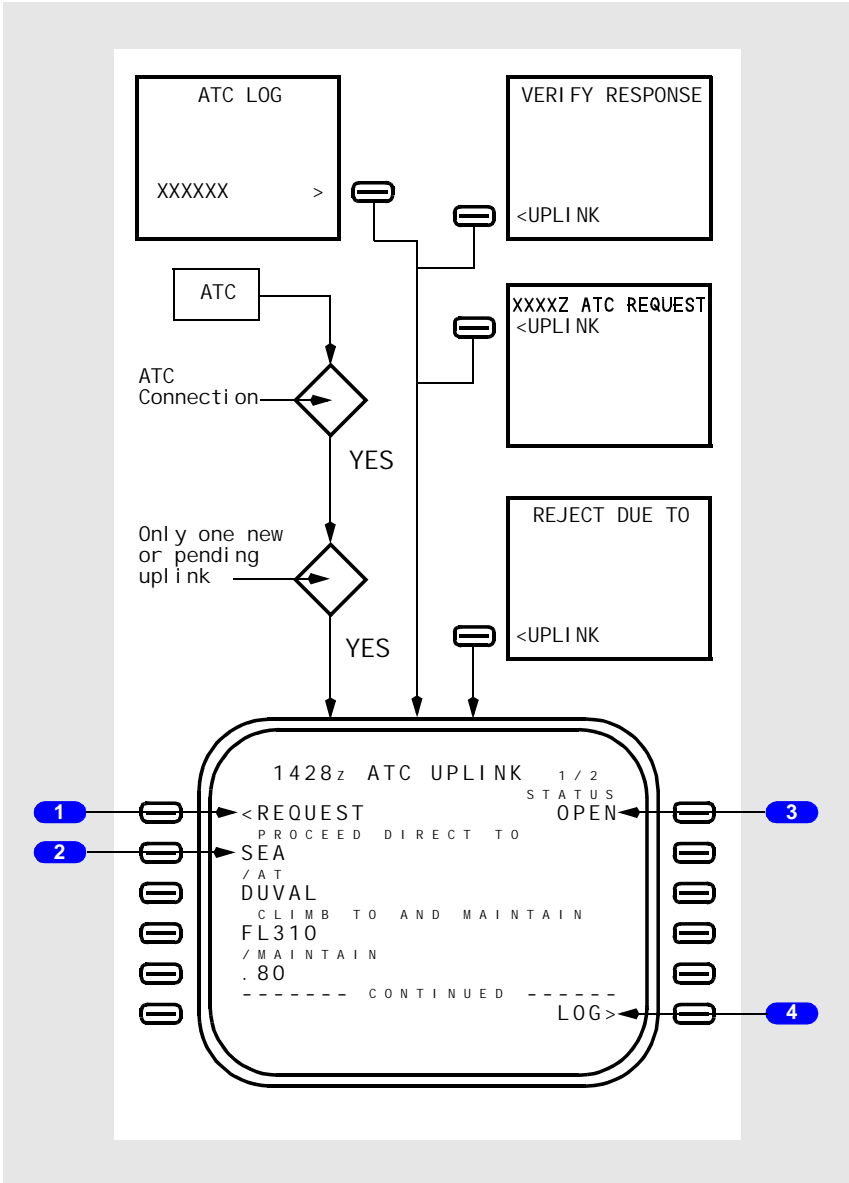 ATC LOG
XXXXXX >
VERIFY RESPONSE
<UPLINK
ATC
XXXXZ ATC REQUEST
<UPLINK
ATC
Connection
YES
Only one new
or pending
uplink
YES
REJECT DUE TO
<UPLINK
1428z ATC UPLINK 1/2
STATUS
1 <REQUEST OPEN 3
PROCEED DIRECT TO
2 SEA
/AT
DUVAL
CLIMB TO AND MAINTAIN
FL310
/MAINTAIN
.80
------- CONTINUED ------
LOG> 4